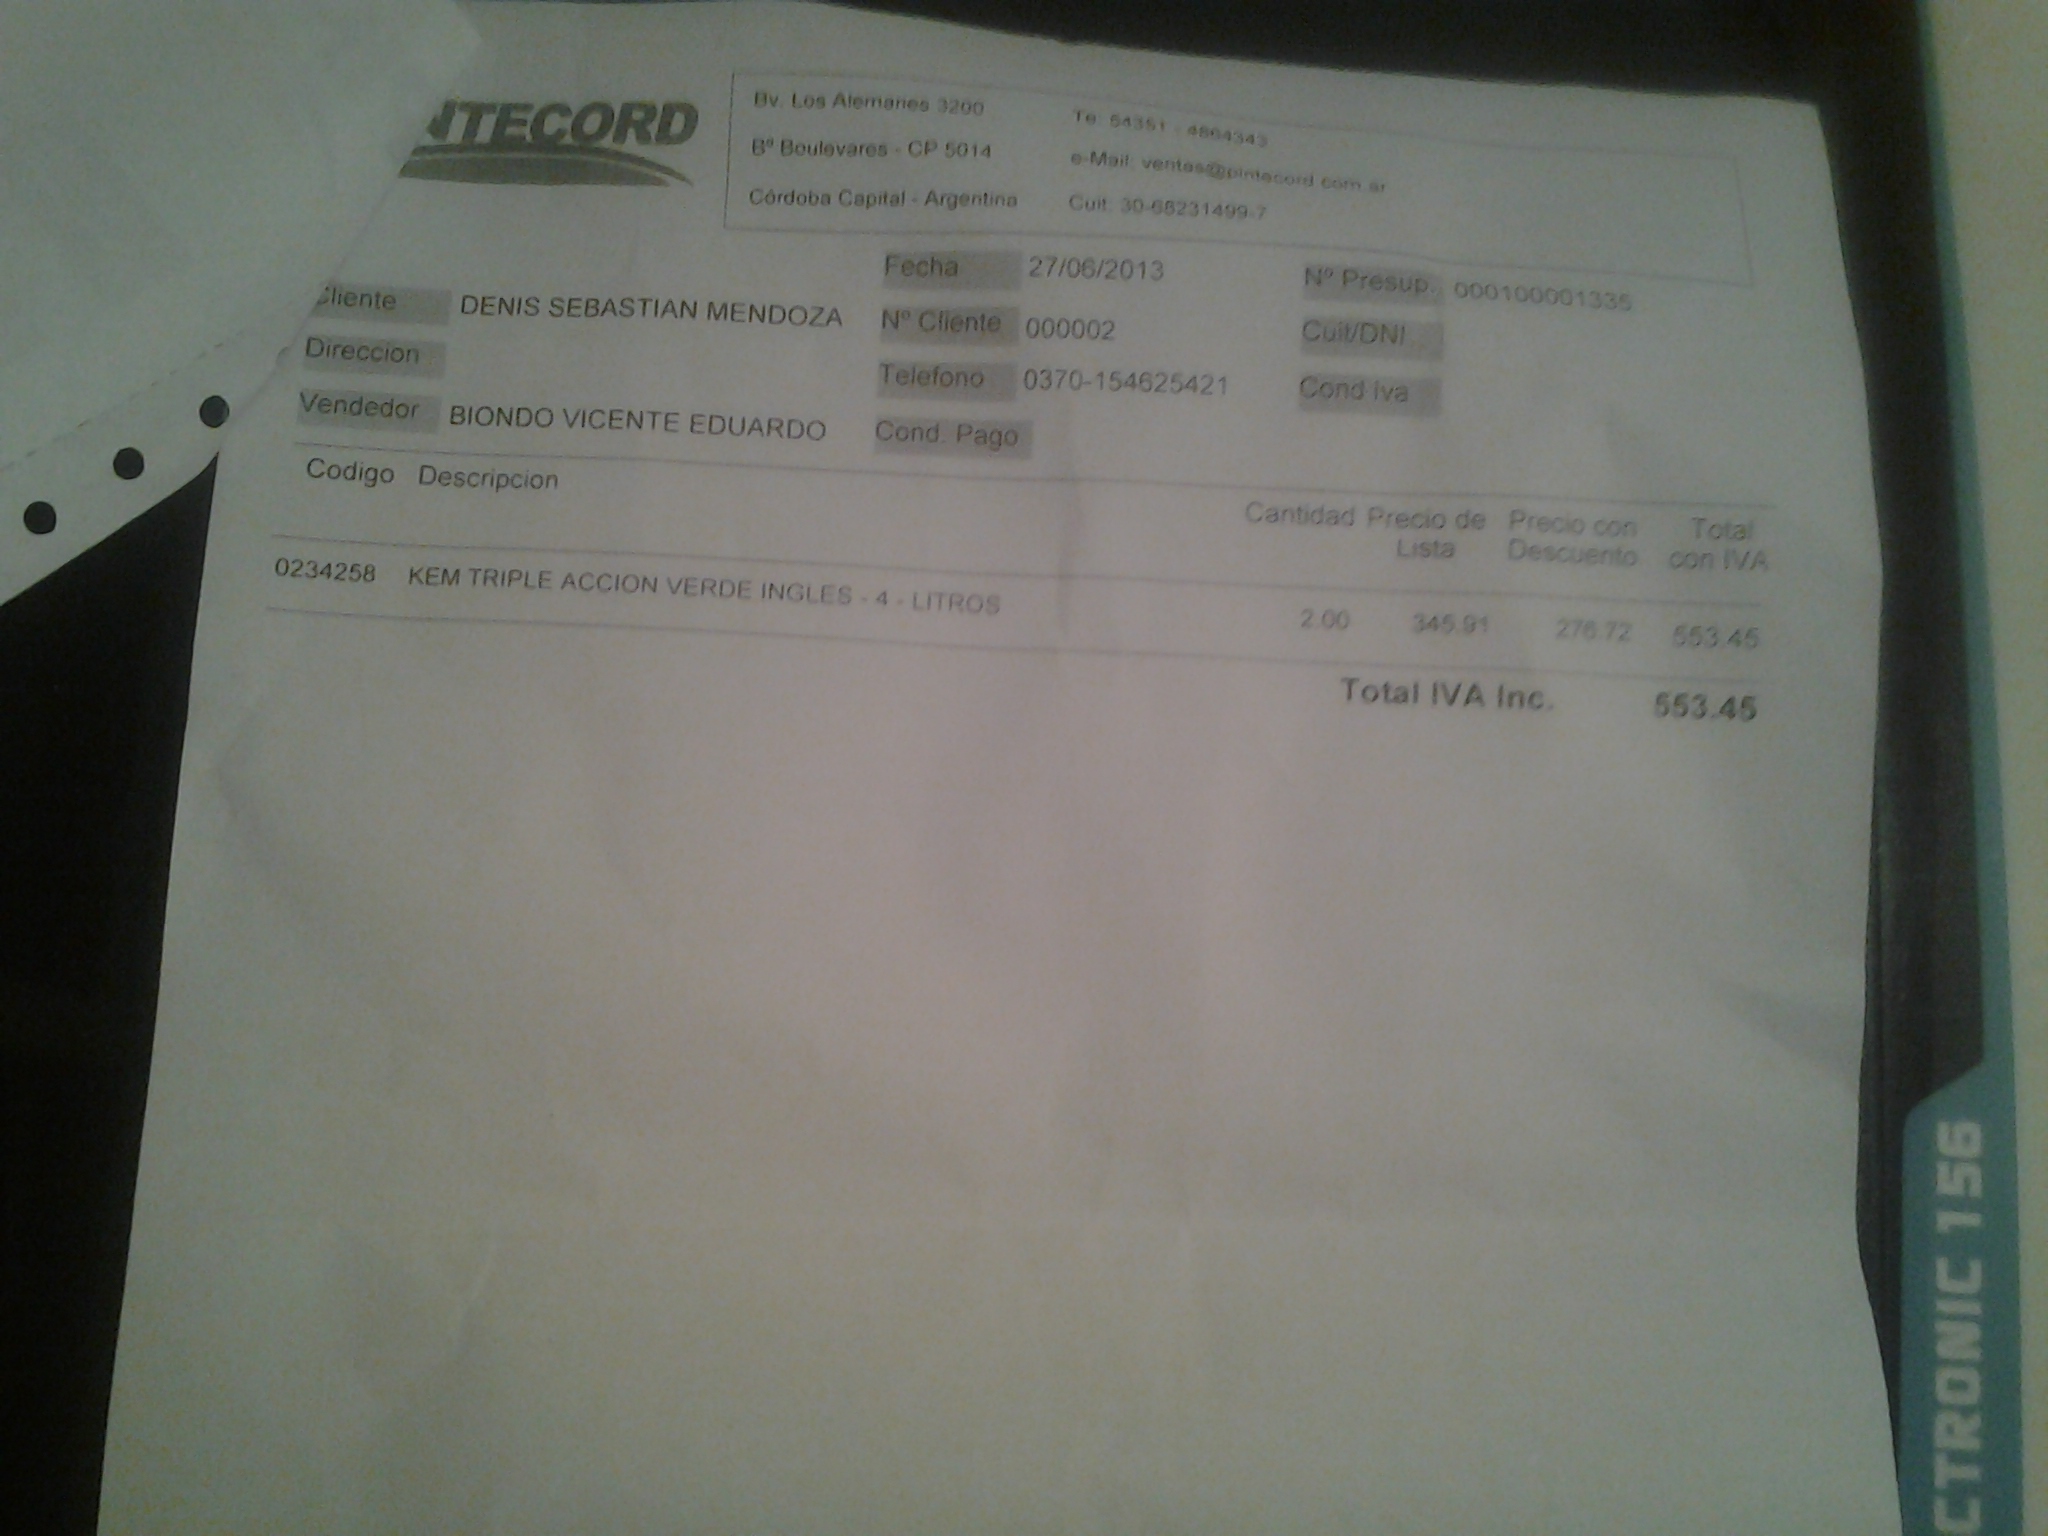 NTECORD
Bv. Los Alemanes 3200
Te. 54351 - 4864343
Bº Boulevares - CP 5014
e-Mail: ventas@pintecord.com.ar
Córdoba Capital - Argentina
Cuit: 30-68231499-7
Cliente DENIS SEBASTIAN MENDOZA
Fecha 27/06/2013
Nº Presup. 000100001335
Direccion
Nº Cliente 000002
Cuit/DNI
Vendedor BIONDO VICENTE EDUARDO
Telefono 0370-154625421
Cond Iva
Cond. Pago
Codigo Descripcion Cantidad Precio de Lista Precio con Descuento Total con IVA
0234258 KEM TRIPLE ACCION VERDE INGLES - 4 - LITROS 2.00 345.91 276.72 553.45
Total IVA Inc. 553.45
CTRONIC 156